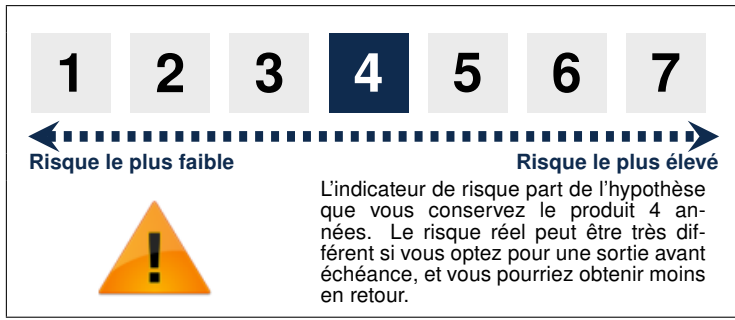 1 2 3 4 5 6 7
Risque le plus faible Risque le plus élevé
L'indicateur de risque part de l'hypothèse
que vous conservez le produit 4 an-
nées. Le risque réel peut être très dif-
férent si vous optez pour une sortie avant
échéance, et vous pourriez obtenir moins
en retour.
!